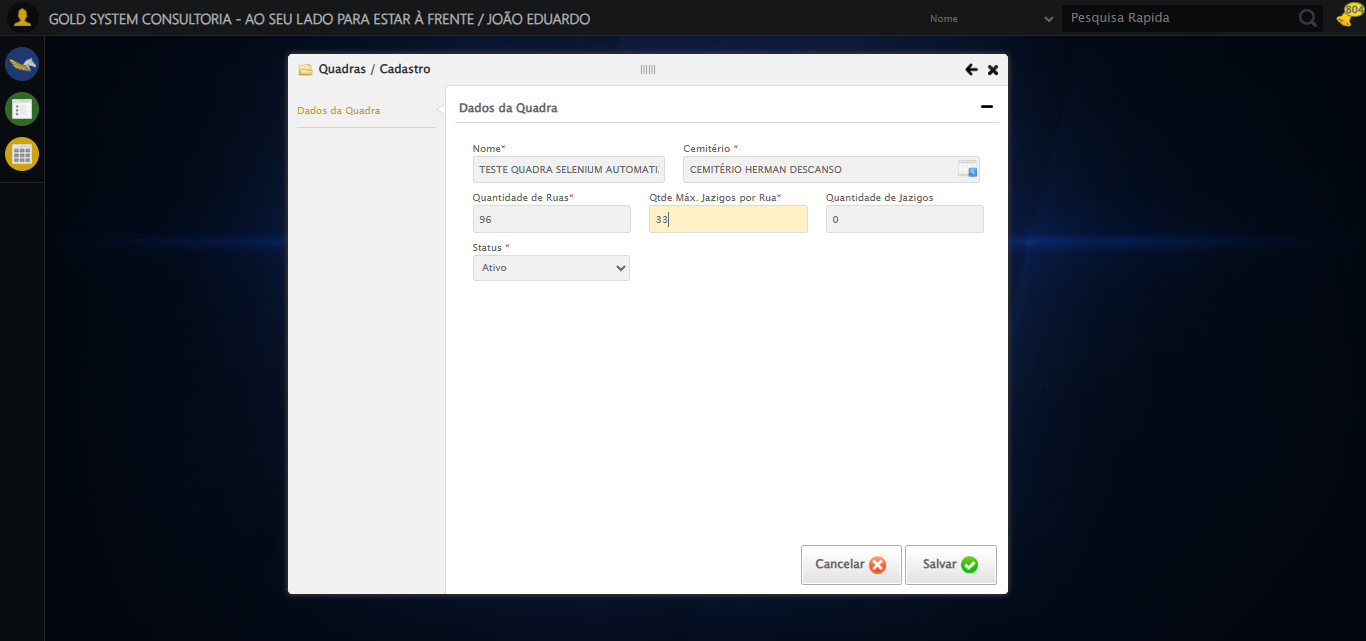 GOLD SYSTEM CONSULTORIA - AO SEU LADO PARA ESTAR À FRENTE / JOÃO EDUARDO
Nome
Pesquisa Rapida
804
Quadras / Cadastro
Dados da Quadra
Dados da Quadra
Nome*
Cemitério *
TESTE QUADRA SELENIUM AUTOMATI
CEMITÉRIO HERMAN DESCANSO
Quantidade de Ruas*
Qtde Máx. Jazigos por Rua*
Quantidade de Jazigos
96
33
0
Status *
Ativo
Cancelar
Salvar